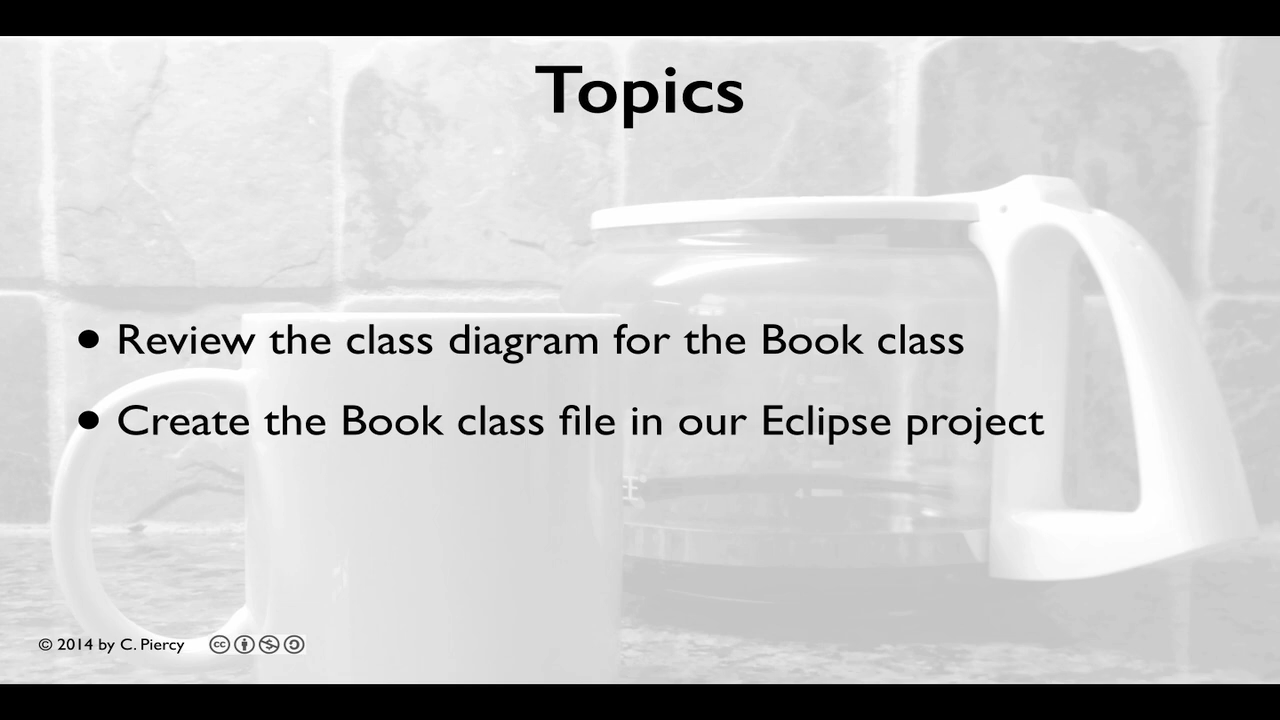 Topics
• Review the class diagram for the Book class
• Create the Book class file in our Eclipse project
© 2014 by C. Piercy